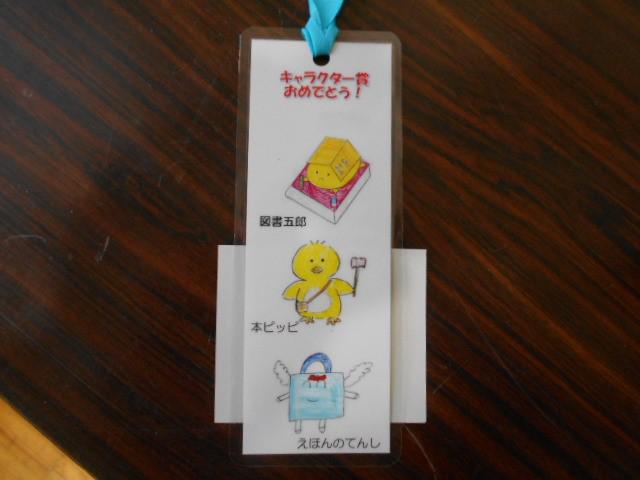 キャラクター賞
おめでとう！
図書五郎
本ピッピ
えほんのてんし